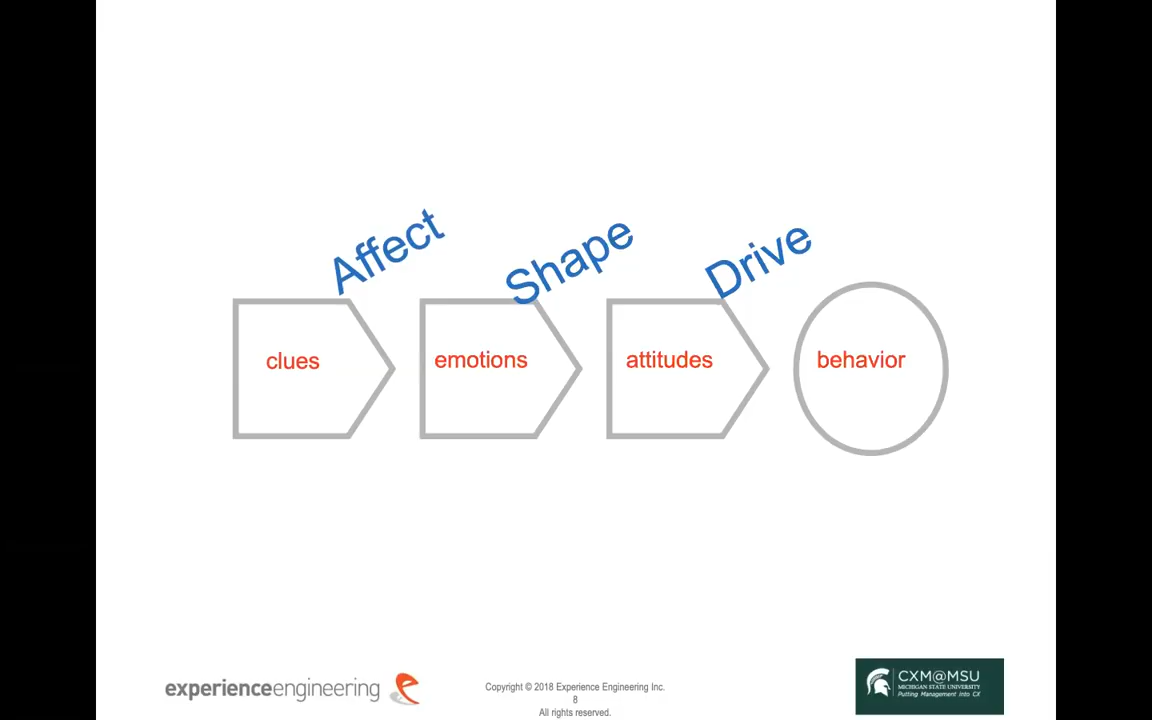 Affect
Shape
Drive
clues
emotions
attitudes
behavior
experienceengineering
Copyright © 2018 Experience Engineering Inc.
8
All rights reserved.
CXM@MSU
MICHIGAN STATE UNIVERSITY
Putting Management Into CX